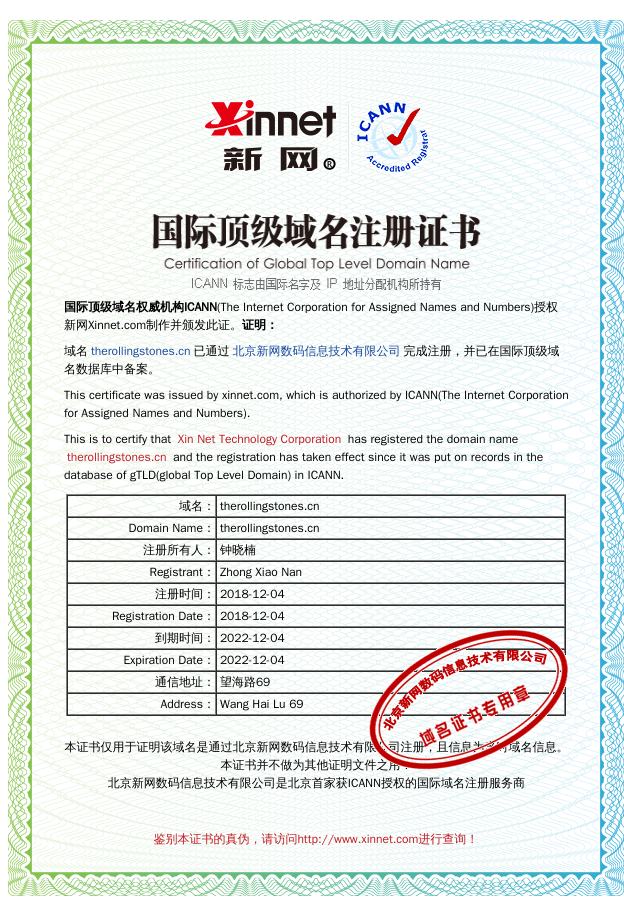 Xinnet
新网®
ICANN
Accredited Registrar
国际顶级域名注册证书
Certification of Global Top Level Domain Name
ICANN 标志由国际名字及 IP 地址分配机构所持有
国际顶级域名权威机构ICANN(The Internet Corporation for Assigned Names and Numbers)授权
新网Xinnet.com制作并颁发此证。证明：
域名 therollingstones.cn 已通过 北京新网数码信息技术有限公司 完成注册，并已在国际顶级域
名数据库中备案。
This certificate was issued by xinnet.com, which is authorized by ICANN(The Internet Corporation
for Assigned Names and Numbers).
This is to certify that Xin Net Technology Corporation has registered the domain name
therollingstones.cn and the registration has taken effect since it was put on records in the
database of gTLD(global Top Level Domain) in ICANN.
域名： therollingstones.cn
Domain Name： therollingstones.cn
注册所有人： 钟晓楠
Registrant： Zhong Xiao Nan
注册时间： 2018-12-04
Registration Date： 2018-12-04
到期时间： 2022-12-04
Expiration Date： 2022-12-04
通信地址： 望海路69
Address： Wang Hai Lu 69
北京新网数码信息技术有限公司
域名证书专用章
本证书仅用于证明该域名是通过北京新网数码信息技术有限公司注册，且信息为 域名信息。
本证书并不做为其他证明文件之用！
北京新网数码信息技术有限公司是北京首家获ICANN授权的国际域名注册服务商
鉴别本证书的真伪，请访问http://www.xinnet.com进行查询！